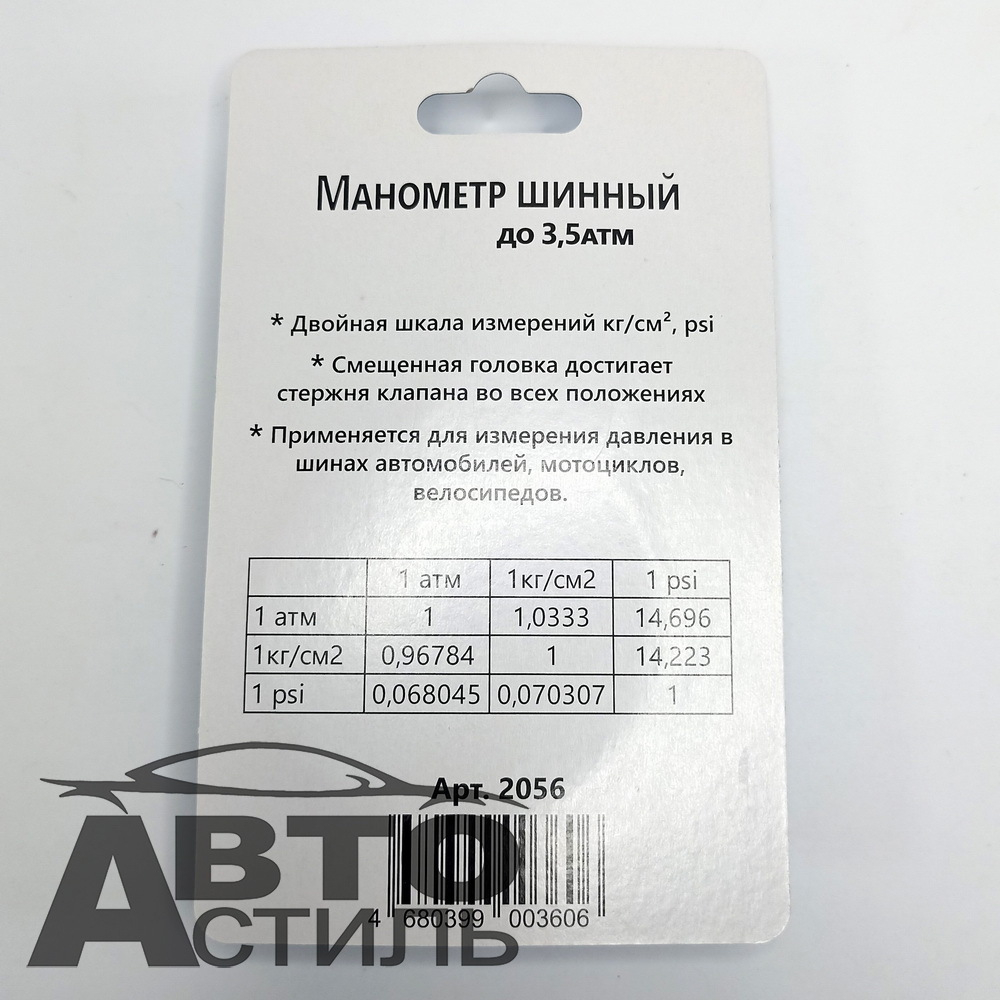 Манометр шинный
до 3,5атм
* Двойная шкала измерений кг/см², psi
* Смещенная головка достигает
стержня клапана во всех положениях
* Применяется для измерения давления в
шинах автомобилей, мотоциклов,
велосипедов.
1 атм 1кг/см2 1 psi
1 атм 1 1,0333 14,696
1кг/см2 0,96784 1 14,223
1 psi 0,068045 0,070307 1
Арт. 2056
4 680399 003606
АВТО
СТИЛЬ